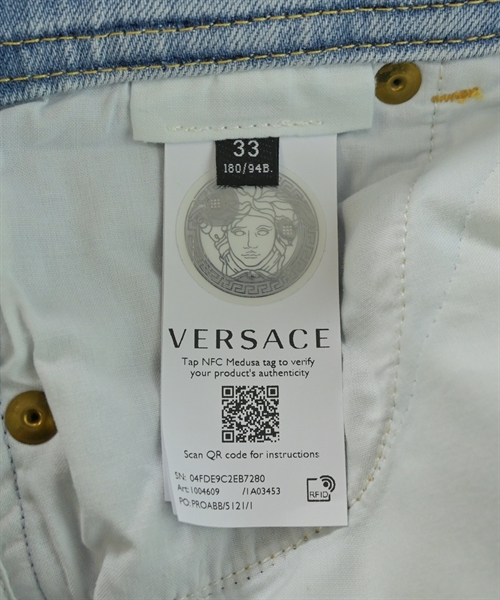 33
180/94B.
VERSACE
Tap NFC Medusa tag to verify
your product's authenticity
Scan QR code for instructions
SN: 04FDE9C2EB7280
Art: 1004609 /1A03453
PO: PROABB/S121/1
RFID